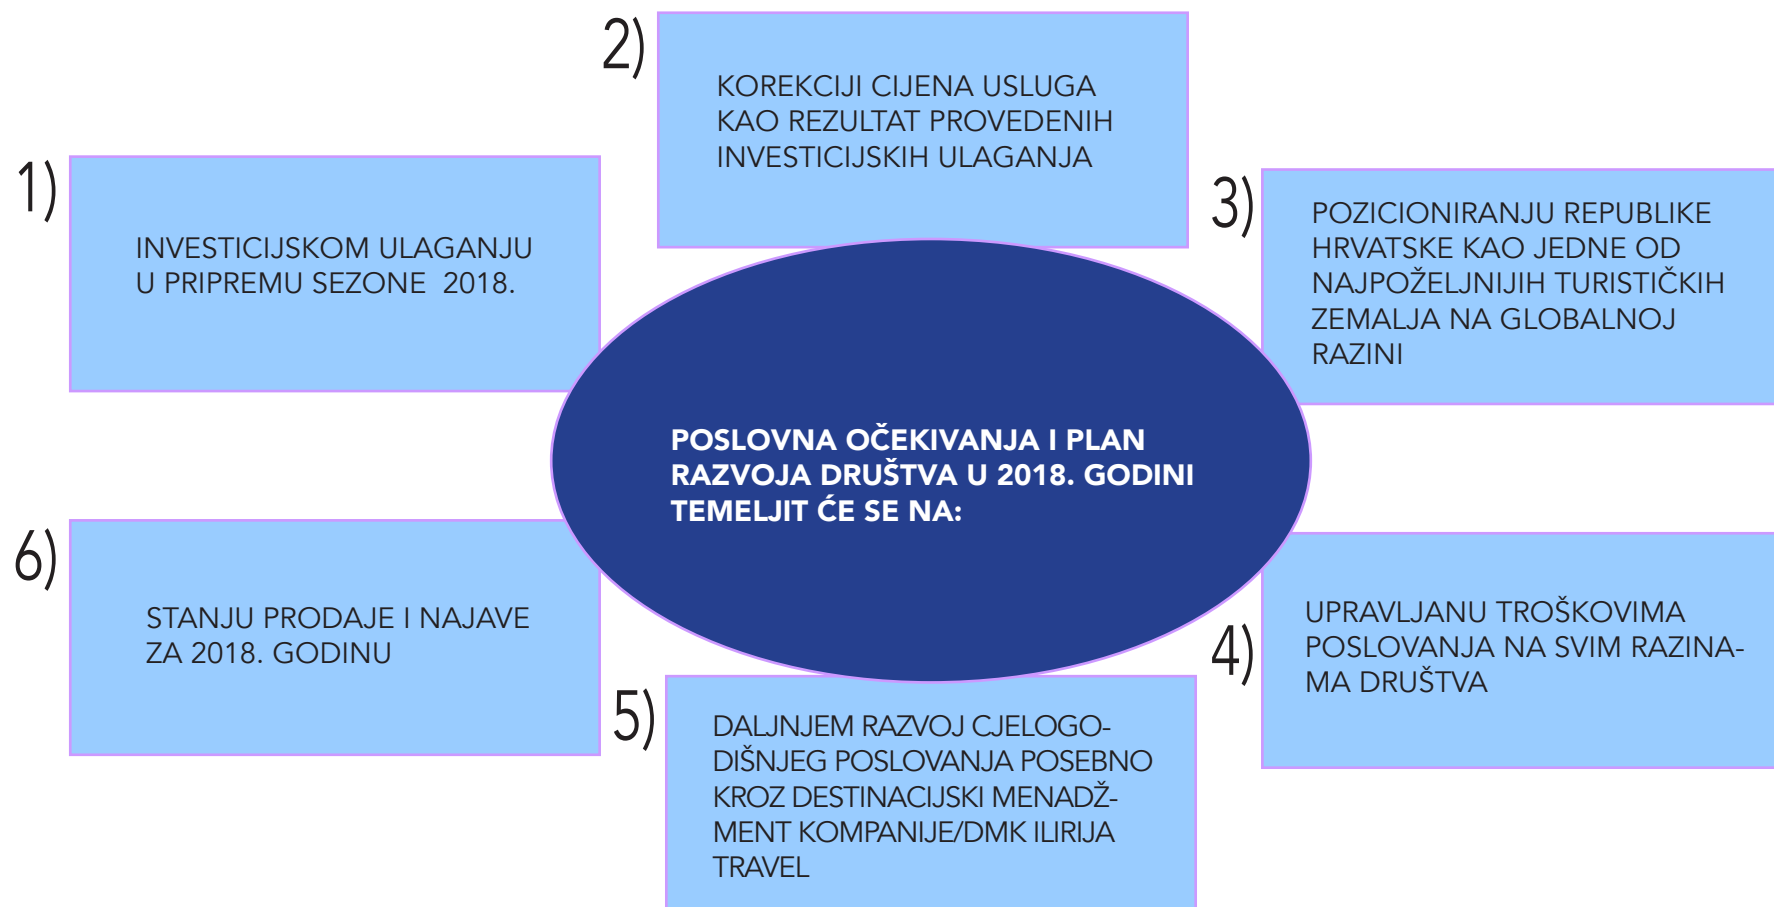 1)
INVESTICIJSKOM ULAGANJU
U PRIPREMU SEZONE  2018.
2)
KOREKCIJI CIJENA USLUGA
KAO REZULTAT PROVEDENIH
INVESTICIJSKIH ULAGANJA
3)
POZICIONIRANJU REPUBLIKE
HRVATSKE KAO JEDNE OD
NAJPOŽELJNIJIH TURISTIČKIH
ZEMALJA NA GLOBALNOJ
RAZINI
POSLOVNA OČEKIVANJA I PLAN
RAZVOJA DRUŠTVA U 2018. GODINI
TEMELJIT ĆE SE NA:
4)
UPRAVLJANU TROŠKOVIMA
POSLOVANJA NA SVIM RAZINA-
MA DRUŠTVA
5)
DALJNJEM RAZVOJ CJELOGO-
DIŠNJEG POSLOVANJA POSEBNO
KROZ DESTINACIJSKI MENADŽ-
MENT KOMPANIJE/DMK ILIRIJA
TRAVEL
6)
STANJU PRODAJE I NAJAVE
ZA 2018. GODINU